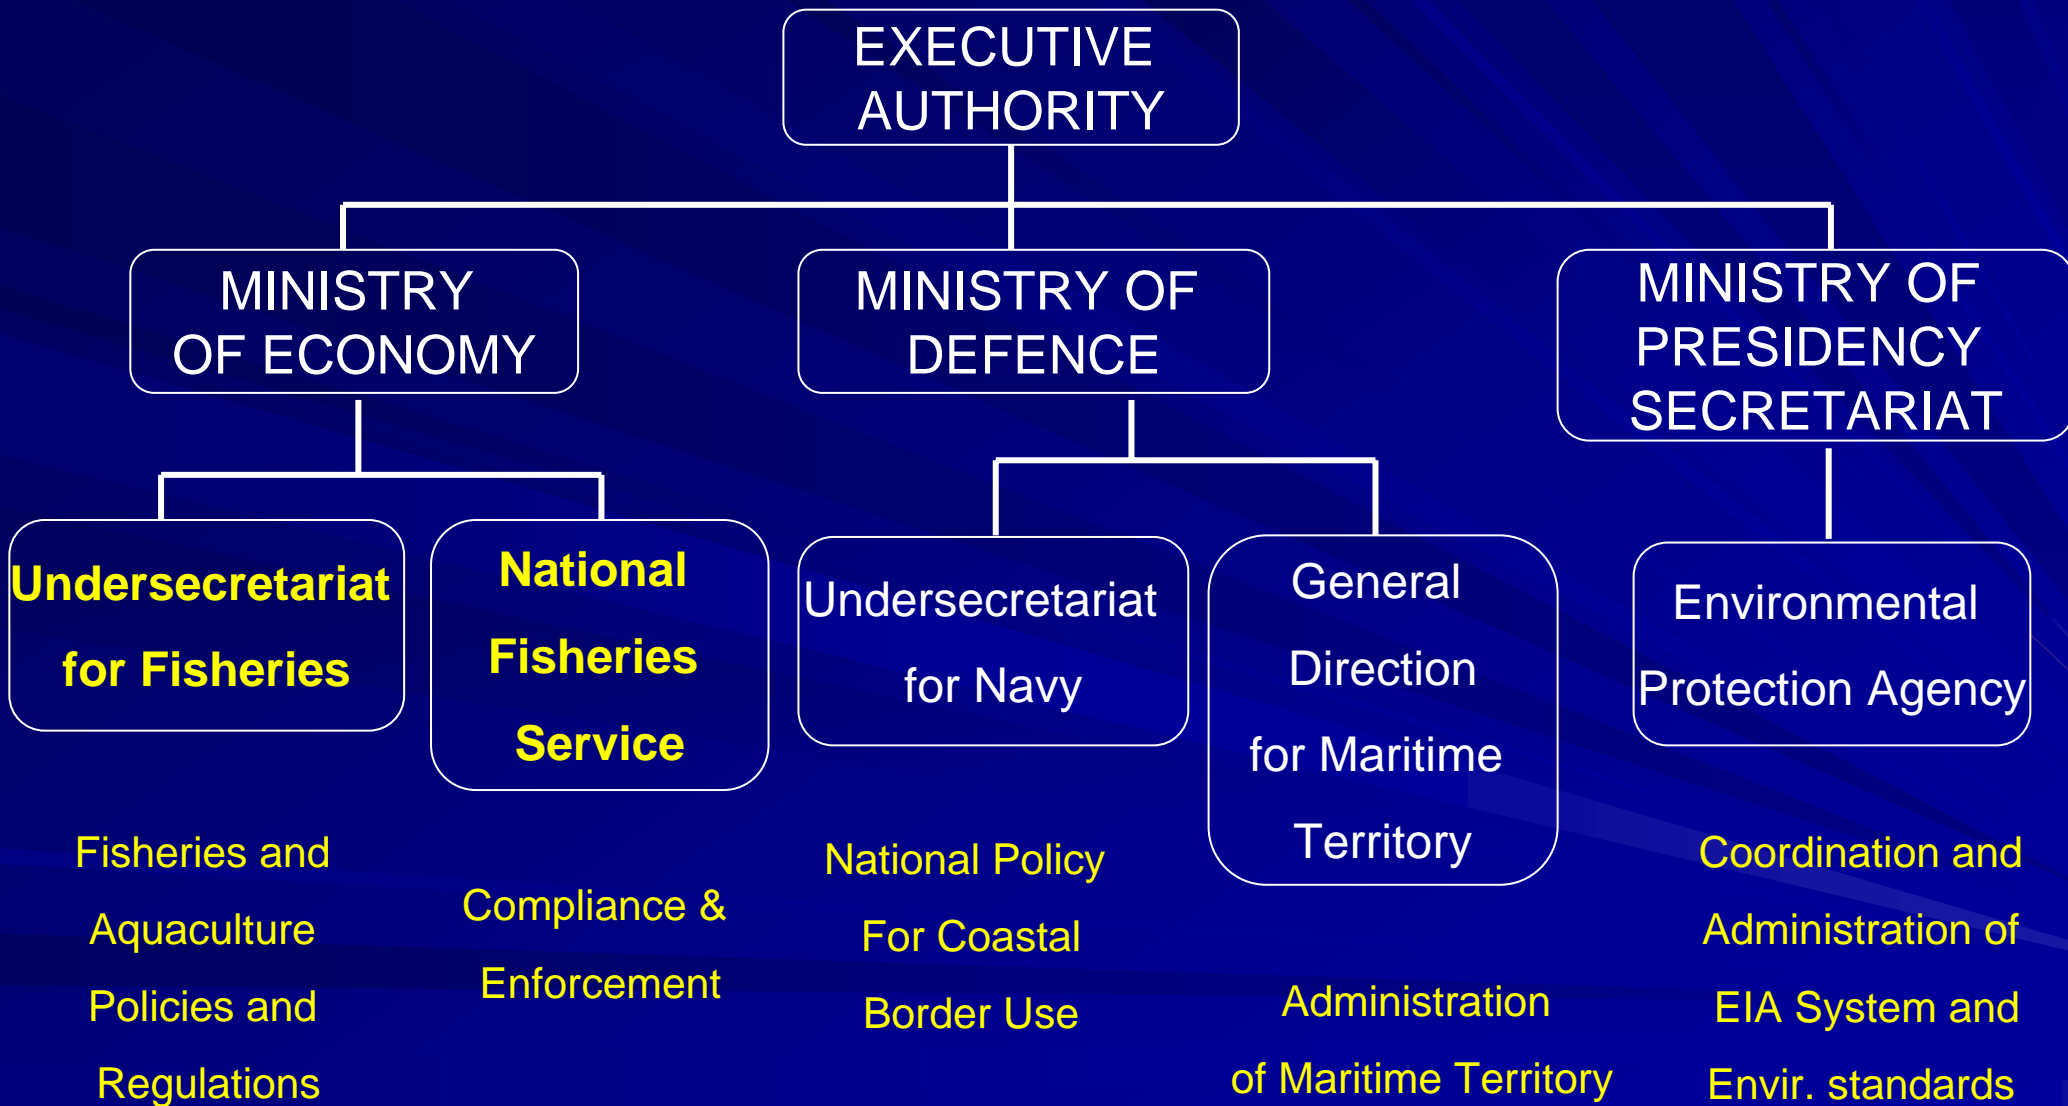 EXECUTIVE
AUTHORITY
MINISTRY
OF ECONOMY
MINISTRY OF
DEFENCE
MINISTRY OF
PRESIDENCY
SECRETARIAT
Undersecretariat
for Fisheries
National
Fisheries
Service
Undersecretariat
for Navy
General
Direction
for Maritime
Territory
Environmental
Protection Agency
Fisheries and
Aquaculture
Policies and
Regulations
Compliance &
Enforcement
National Policy
For Coastal
Border Use
Administration
of Maritime Territory
Coordination and
Administration of
EIA System and
Envir. standards